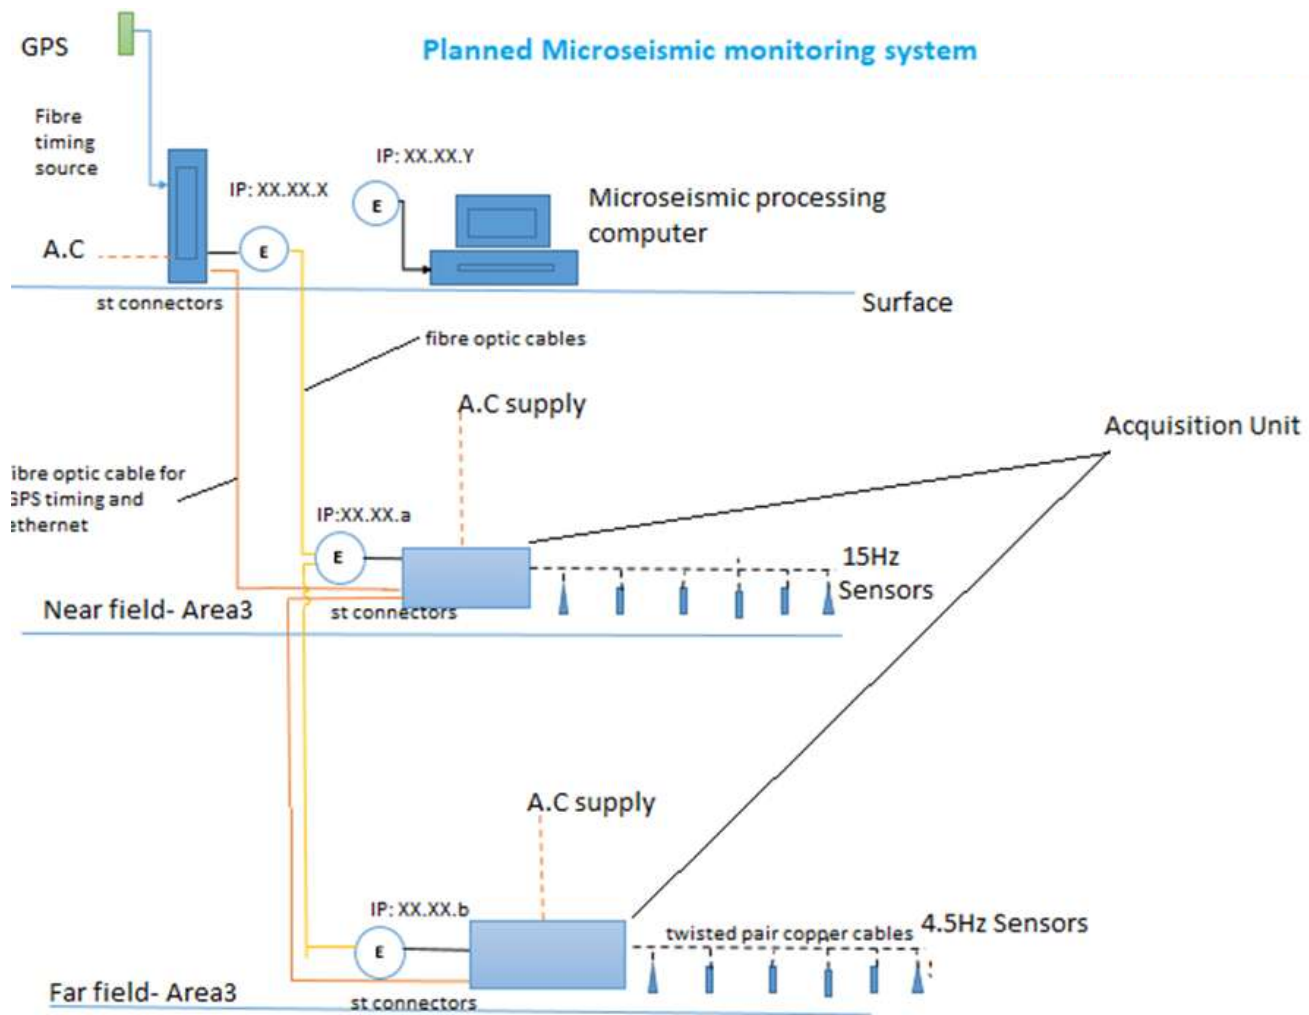 GPS
Planned Microseismic monitoring system
Fibre
timing
source
IP: XX.XX.X
IP: XX.XX.Y
E
E
Microseismic processing
computer
A.C
st connectors
Surface
fibre optic cables
A.C supply
Acquisition Unit
ibre optic cable for
GPS timing and
ethernet
IP:XX.XX.a
E
15Hz
Sensors
Near field- Area3
st connectors
A.C supply
IP: XX.XX.b
E
twisted pair copper cables
4.5Hz Sensors
Far field- Area3
st connectors